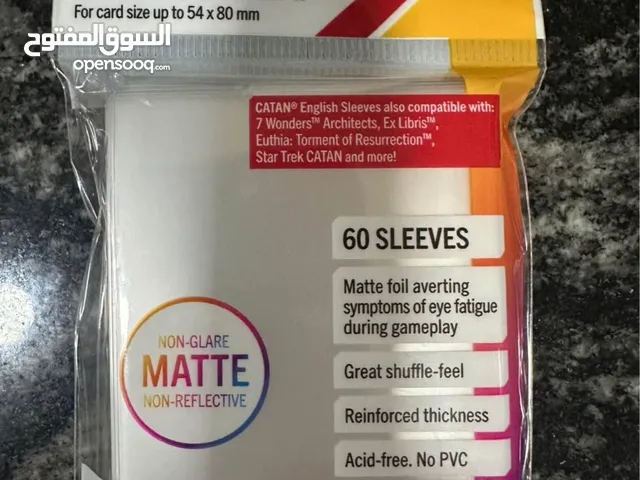 For card size up to 54 x 80 mm
السوق المفتوح
opensooq.com
CATAN® English Sleeves also compatible with:
7 Wonders™ Architects, Ex Libris™,
Euthia: Torment of Resurrection™,
Star Trek CATAN and more!
60 SLEEVES
Matte foil averting
symptoms of eye fatigue
during gameplay
NON-GLARE
MATTE
NON-REFLECTIVE
Great shuffle-feel
Reinforced thickness
Acid-free. No PVC